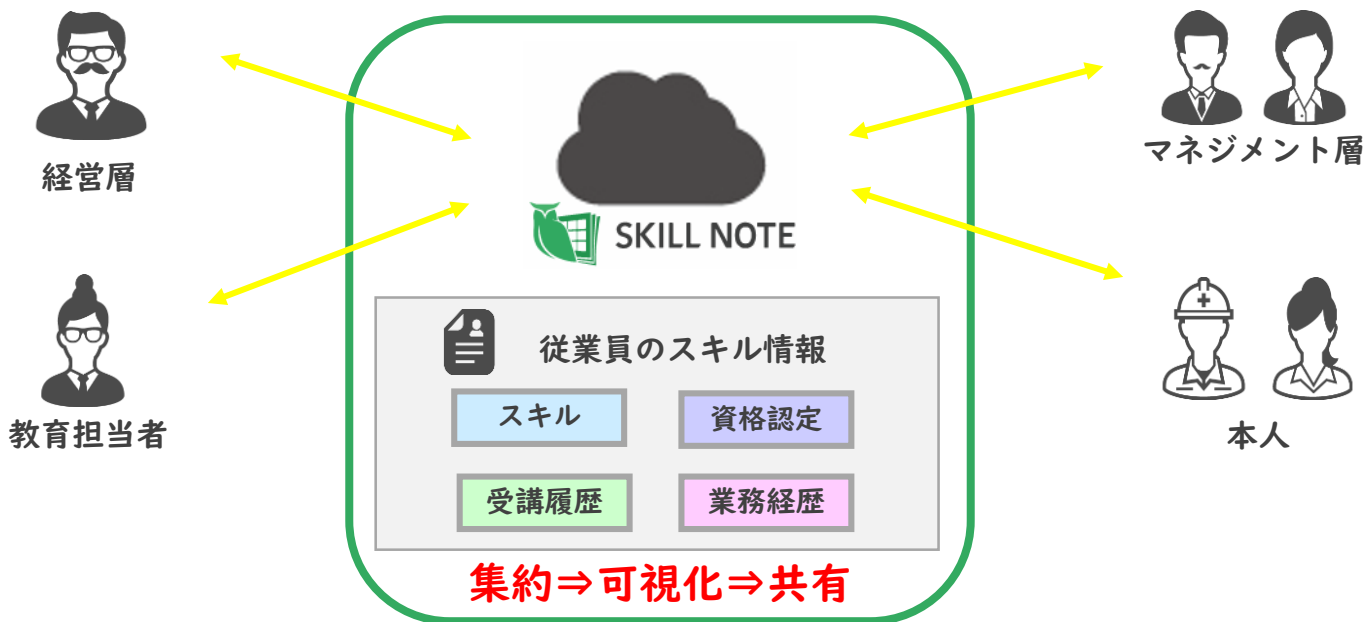 経営層
マネジメント層
SKILL NOTE
教育担当者
本人
従業員のスキル情報
スキル
資格認定
受講履歴
業務経歴
集約⇒可視化⇒共有